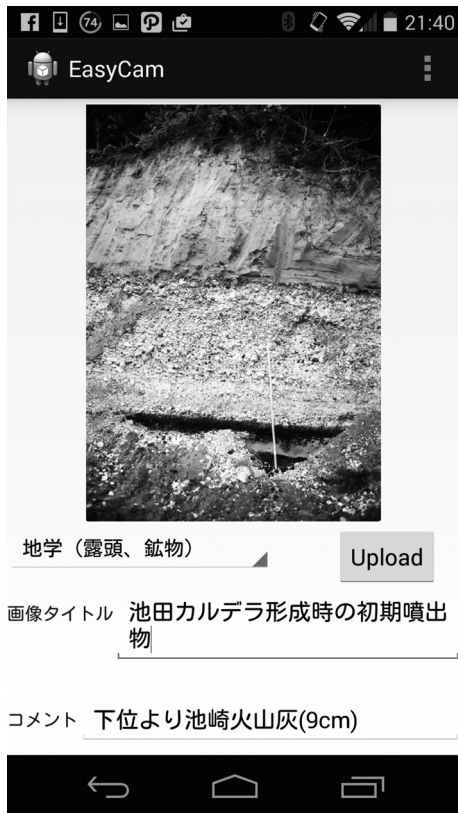 74
21:40
EasyCam
地学（露頭、鉱物）
Upload
画像タイトル
池田カルデラ形成時の初期噴出
物
コメント
下位より池崎火山灰(9cm)